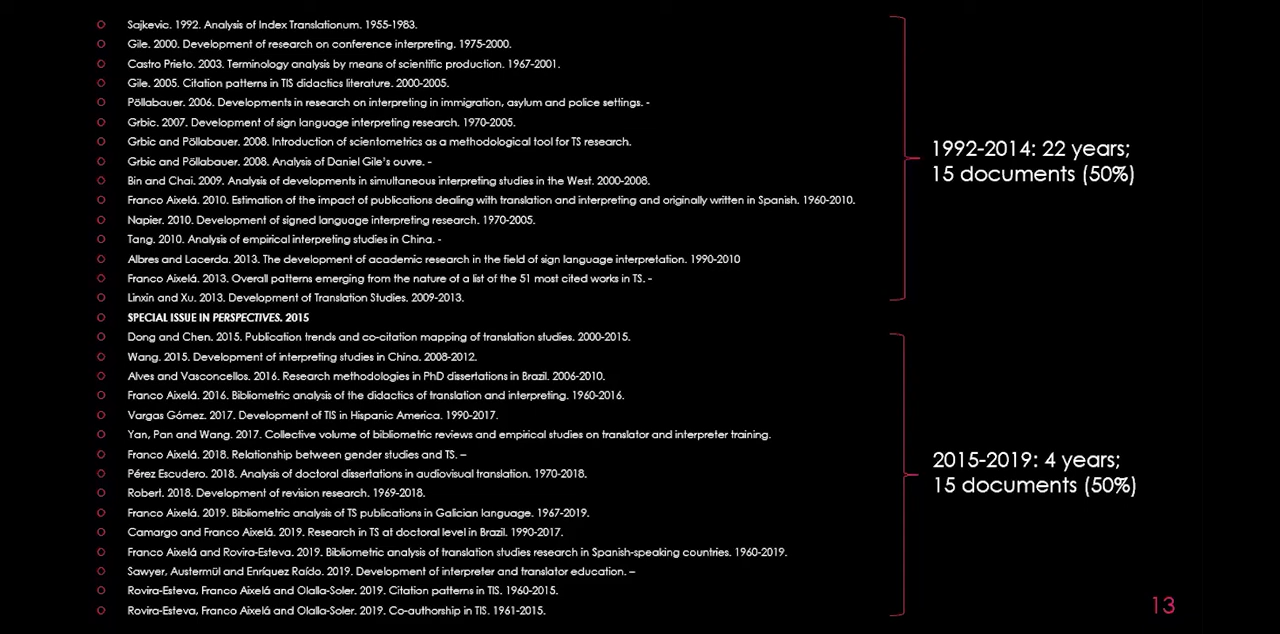 Sajkevic. 1992. Analysis of Index Translationum. 1955-1983.
Gile. 2000. Development of research on conference interpreting. 1975-2000.
Castro Prieto. 2003. Terminology analysis by means of scientific production. 1967-2001.
Gile. 2005. Citation patterns in TIS didactics literature. 2000-2005.
Pöllabauer. 2006. Developments in research on interpreting in immigration, asylum and police settings. -
Grbic. 2007. Development of sign language interpreting research. 1970-2005.
Grbic and Pöllabauer. 2008. Introduction of scientometrics as a methodological tool for TS research.
Grbic and Pöllabauer. 2008. Analysis of Daniel Gile's ouvre. -
Bin and Chai. 2009. Analysis of developments in simultaneous interpreting studies in the West. 2000-2008.
Franco Aixelá. 2010. Estimation of the impact of publications dealing with translation and interpreting and originally written in Spanish. 1960-2010.
Napier. 2010. Development of signed language interpreting research. 1970-2005.
Tang. 2010. Analysis of empirical interpreting studies in China. -
Albres and Lacerda. 2013. The development of academic research in the field of sign language interpretation. 1990-2010
Franco Aixelá. 2013. Overall patterns emerging from the nature of a list of the 51 most cited works in TS. -
Linxin and Xu. 2013. Development of Translation Studies. 2009-2013.
1992-2014: 22 years;
15 documents (50%)
SPECIAL ISSUE IN PERSPECTIVES. 2015
Dong and Chen. 2015. Publication trends and co-citation mapping of translation studies. 2000-2015.
Wang. 2015. Development of interpreting studies in China. 2008-2012.
Alves and Vasconcellos. 2016. Research methodologies in PhD dissertations in Brazil. 2006-2010.
Franco Aixelá. 2016. Bibliometric analysis of the didactics of translation and interpreting. 1960-2016.
Vargas Gómez. 2017. Development of TIS in Hispanic America. 1990-2017.
Yan, Pan and Wang. 2017. Collective volume of bibliometric reviews and empirical studies on translator and interpreter training.
Franco Aixelá. 2018. Relationship between gender studies and TS. –
Pérez Escudero. 2018. Analysis of doctoral dissertations in audiovisual translation. 1970-2018.
Robert. 2018. Development of revision research. 1969-2018.
Franco Aixelá. 2019. Bibliometric analysis of TS publications in Galician language. 1967-2019.
Camargo and Franco Aixelá. 2019. Research in TS at doctoral level in Brazil. 1990-2017.
Franco Aixelá and Rovira-Esteva. 2019. Bibliometric analysis of translation studies research in Spanish-speaking countries. 1960-2019.
Sawyer, Austermül and Enríquez Raído. 2019. Development of interpreter and translator education. –
Rovira-Esteva, Franco Aixelá and Olalla-Soler. 2019. Citation patterns in TIS. 1960-2015.
Rovira-Esteva, Franco Aixelá and Olalla-Soler. 2019. Co-authorship in TIS. 1961-2015.
2015-2019: 4 years;
15 documents (50%)
13